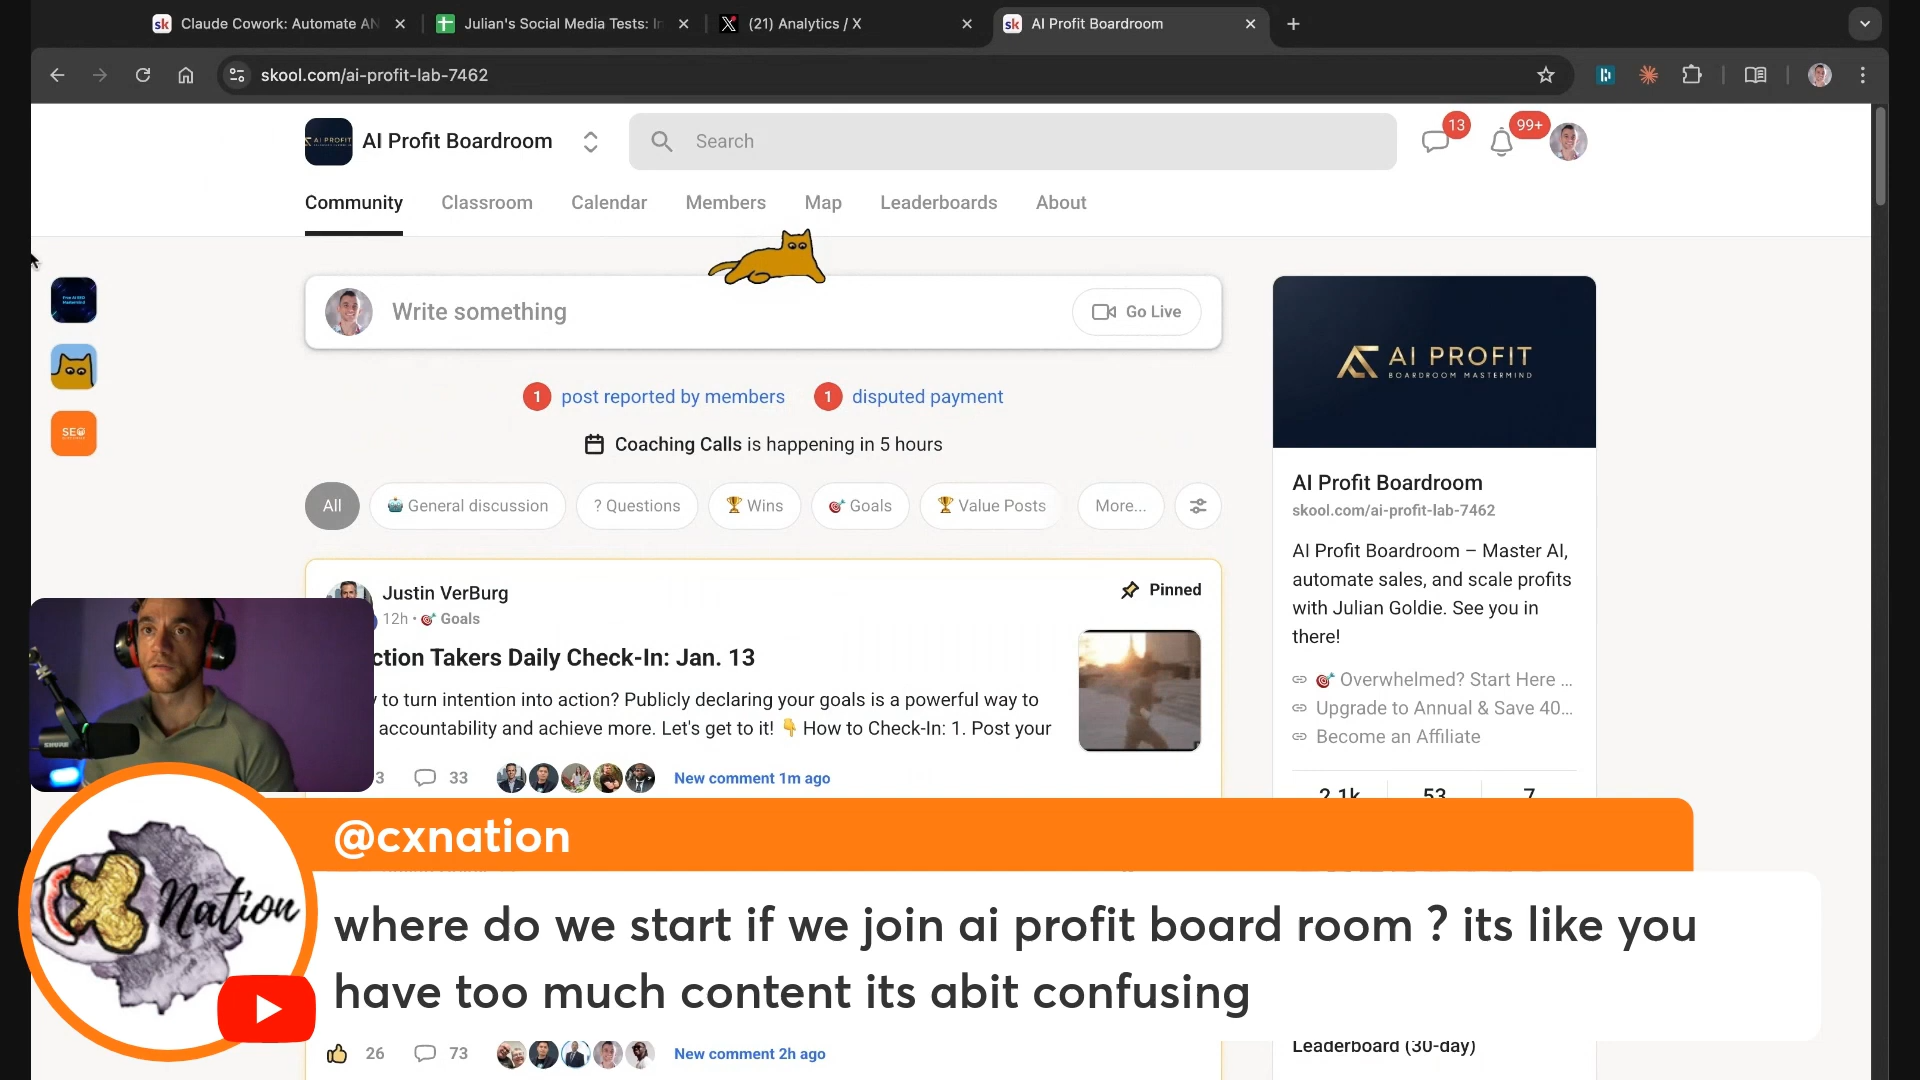 Claude Cowork: Automate AN
Julian's Social Media Tests: In
(21) Analytics / X
AI Profit Boardroom
skool.com/ai-profit-lab-7462
AI Profit Boardroom
Search
13
99+
Community
Classroom
Calendar
Members
Map
Leaderboards
About
Write something
Go Live
1 post reported by members
1 disputed payment
Coaching Calls is happening in 5 hours
All
General discussion
? Questions
Wins
Goals
Value Posts
More...
Justin VerBurg
12h • Goals
Pinned
ction Takers Daily Check-In: Jan. 13
y to turn intention into action? Publicly declaring your goals is a powerful way to
accountability and achieve more. Let's get to it! How to Check-In: 1. Post your
3
33
New comment 1m ago
AI PROFIT
BOARDROOM MASTERMIND
AI Profit Boardroom
skool.com/ai-profit-lab-7462
AI Profit Boardroom – Master AI,
automate sales, and scale profits
with Julian Goldie. See you in
there!
Overwhelmed? Start Here ...
Upgrade to Annual & Save 40...
Become an Affiliate
2.1k
53
7
SHURE
@cxnation
where do we start if we join ai profit board room ? its like you
have too much content its abit confusing
Nation
26
73
New comment 2h ago
Leaderboard (30-day)